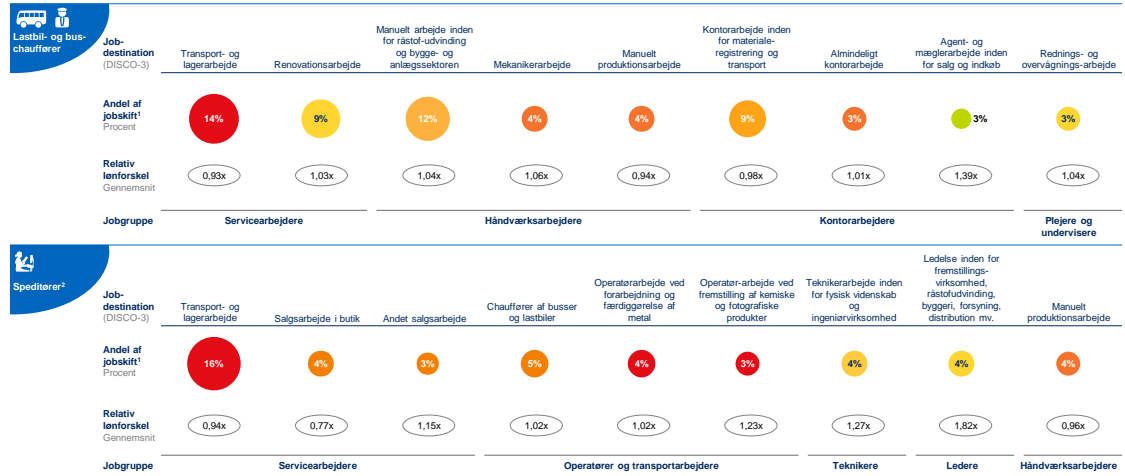 Lastbil- og bus-
chauffører
Job-
destination
(DISCO-3)
Transport- og
lagerarbejde
Renovationsarbejde
Manuelt arbejde inden
for råstof-udvinding
og bygge- og
anlægssektoren
Mekanikerarbejde
Manuelt
produktionsarbejde
Kontorarbejde inden
for materiale-
registrering og
transport
Almindeligt
kontorarbejde
Agent- og
mæglerarbejde inden
for salg og indkøb
Rednings- og
overvågnings-arbejde
Andel af
jobskift¹
Procent
14%
9%
12%
4%
4%
9%
3%
3%
3%
Relativ
lønforskel
Gennemsnit
0,93x
1,03x
1,04x
1,06x
0,94x
0,98x
1,01x
1,39x
1,04x
Jobgruppe
Servicearbejdere
Håndværksarbejdere
Kontorarbejdere
Plejere og
undervisere
Speditører²
Job-
destination
(DISCO-3)
Transport- og
lagerarbejde
Salgsarbejde i butik
Andet salgsarbejde
Chauffører af busser
og lastbiler
Operatørarbejde ved
forarbejdning og
færdiggørelse af
metal
Operatør-arbejde ved
fremstilling af kemiske
og fotografiske
produkter
Teknikerarbejde inden
for fysisk videnskab og
ingeniørvirksomhed
Ledelse inden for
fremstillings-
virksomhed,
råstofudvinding,
byggeri, forsyning,
distribution mv.
Manuelt
produktionsarbejde
Andel af
jobskift¹
Procent
16%
4%
3%
5%
4%
3%
4%
4%
4%
Relativ
lønforskel
Gennemsnit
0,94x
0,77x
1,15x
1,02x
1,02x
1,23x
1,27x
1,82x
0,96x
Jobgruppe
Servicearbejdere
Operatører og transportarbejdere
Teknikere
Ledere
Håndværksarbejdere